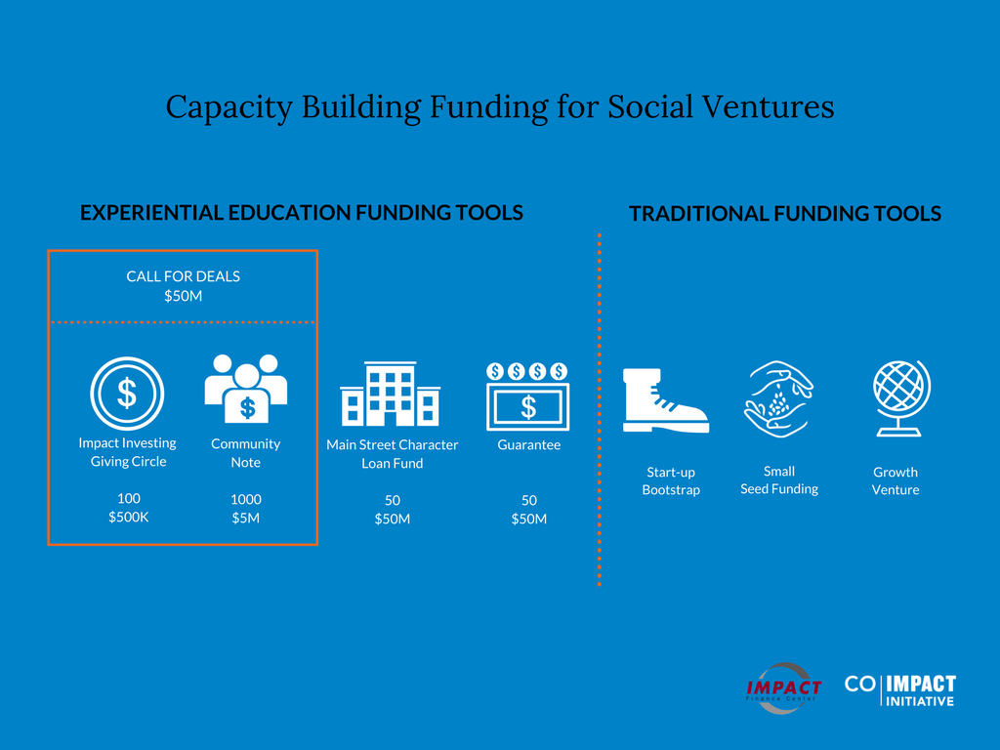 Capacity Building Funding for Social Ventures
EXPERIENTIAL EDUCATION FUNDING TOOLS
TRADITIONAL FUNDING TOOLS
CALL FOR DEALS
$50M
$
Impact Investing
Giving Circle
100
$500K
$
Community
Note
1000
$5M
Main Street Character
Loan Fund
50
$50M
$ $ $ $
$
Guarantee
50
$50M
Start-up
Bootstrap
Small
Seed Funding
Growth
Venture
IMPACT
Finance Center
CO IMPACT
INITIATIVE